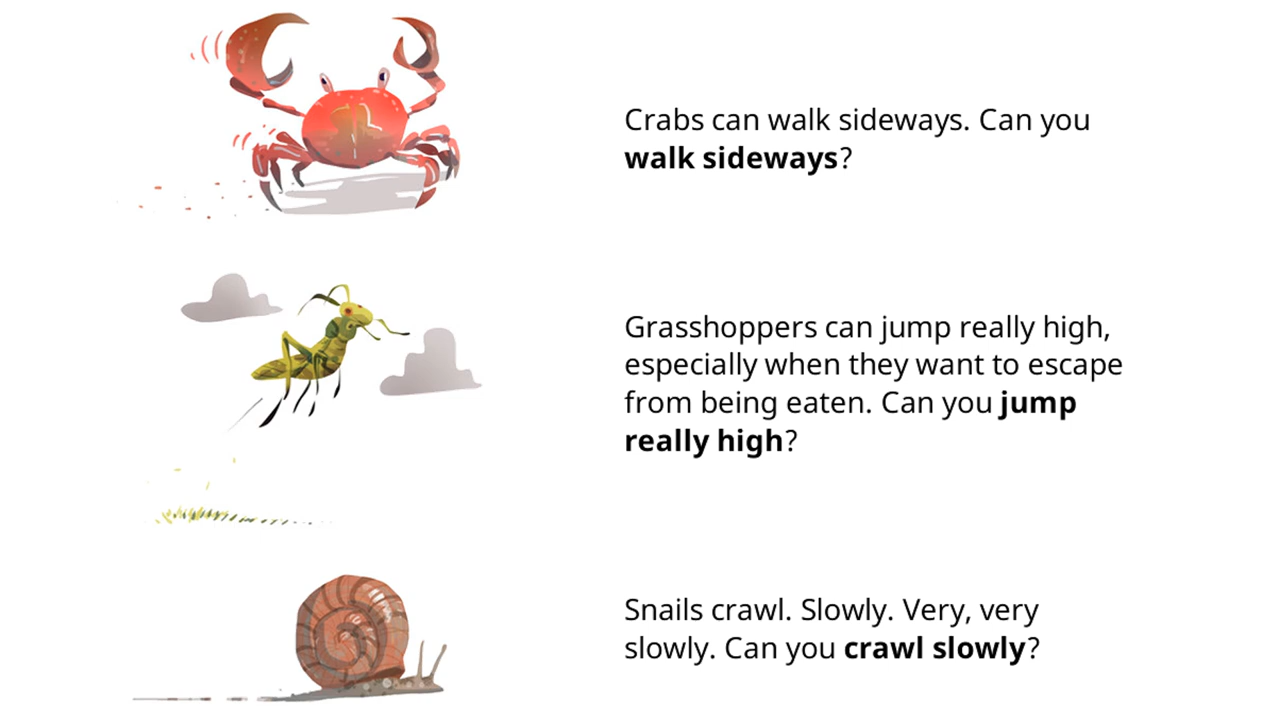 Crabs can walk sideways. Can you
walk sideways?
Grasshoppers can jump really high,
especially when they want to escape
from being eaten. Can you jump
really high?
Snails crawl. Slowly. Very, very
slowly. Can you crawl slowly?